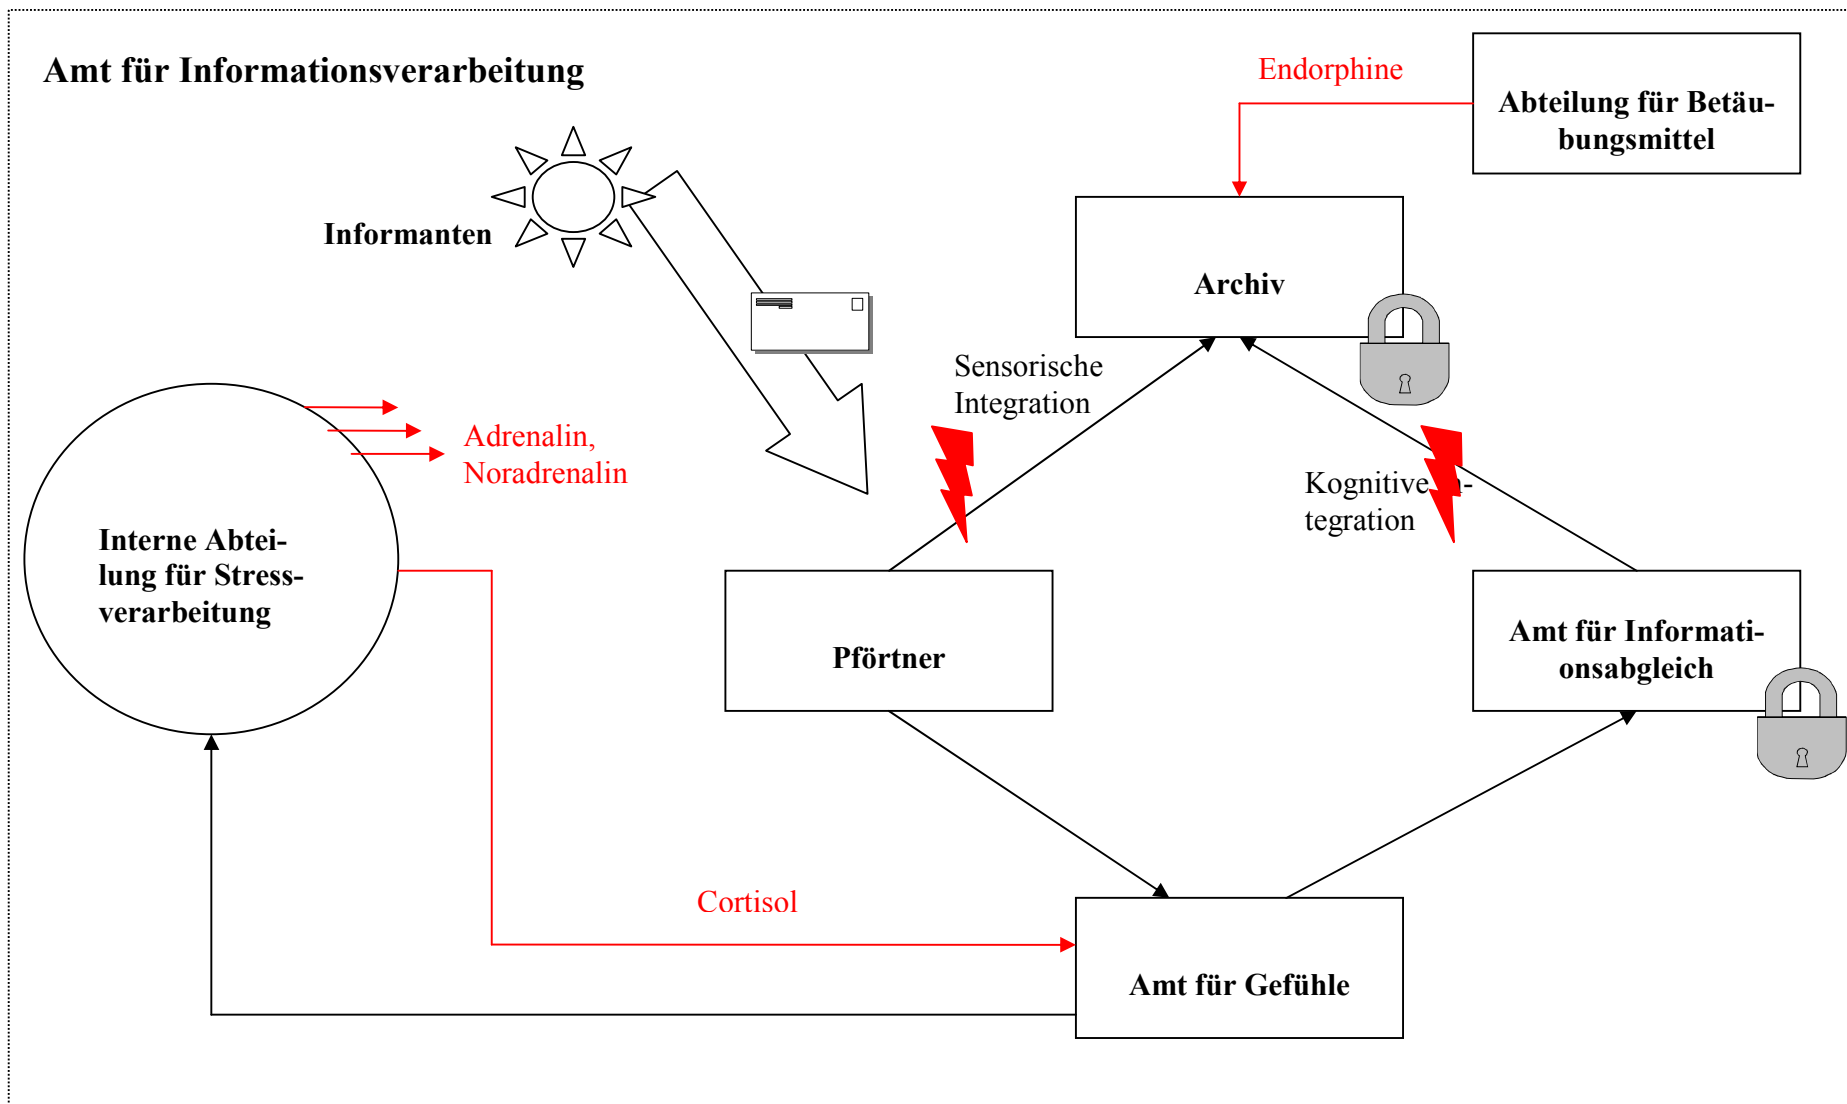 Amt für Informationsverarbeitung
Endorphine
Abteilung für Betäu-
bungsmittel
Informanten
Archiv
Sensorische
Integration
Adrenalin,
Noradrenalin
Kognitive n-
tegration
Interne Abtei-
lung für Stress-
verarbeitung
Pförtner
Amt für Informati-
onsabgleich
Cortisol
Amt für Gefühle